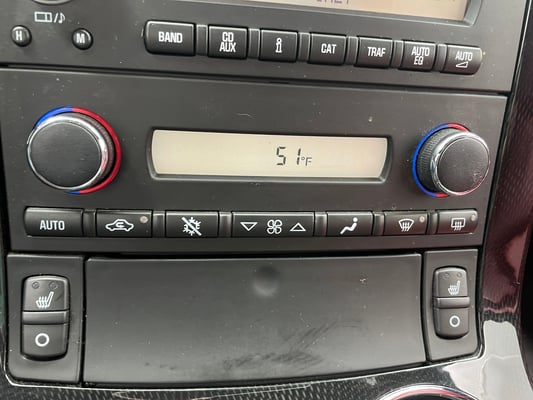 H M BAND CD AUX i CAT TRAF AUTO EQ AUTO
51°F
AUTO